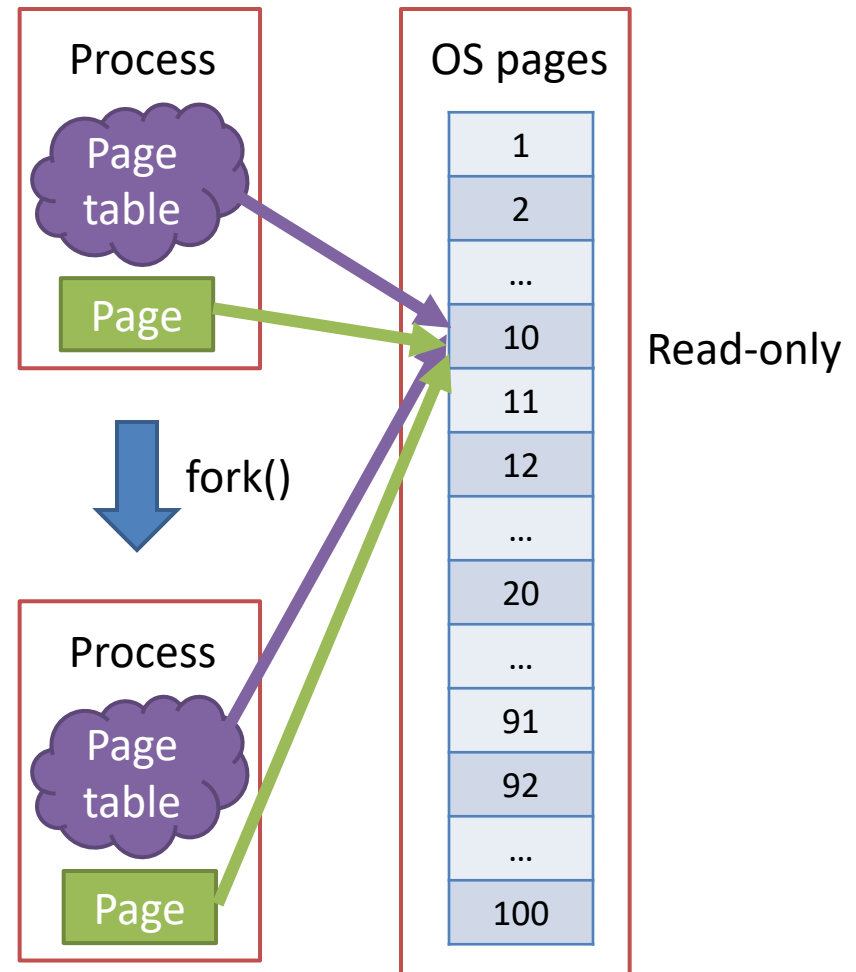 Process
Page
table
Page
fork()
Process
Page
table
Page
OS pages
1
2
…
10
11
12
…
20
…
91
92
…
100
Read-only